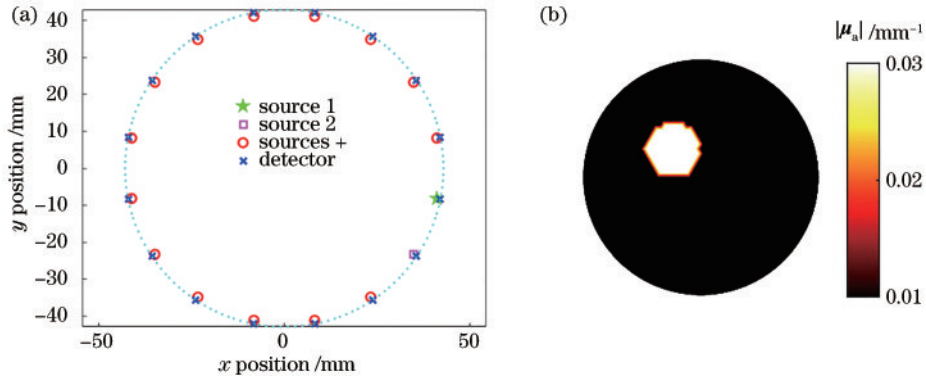 (a)
40
30
20
10
0
−10
−20
−30
−40
y position /mm
−50
0
50
x position /mm
source 1
source 2
sources +
detector
(b)
|μa| /mm−1
0.03
0.02
0.01